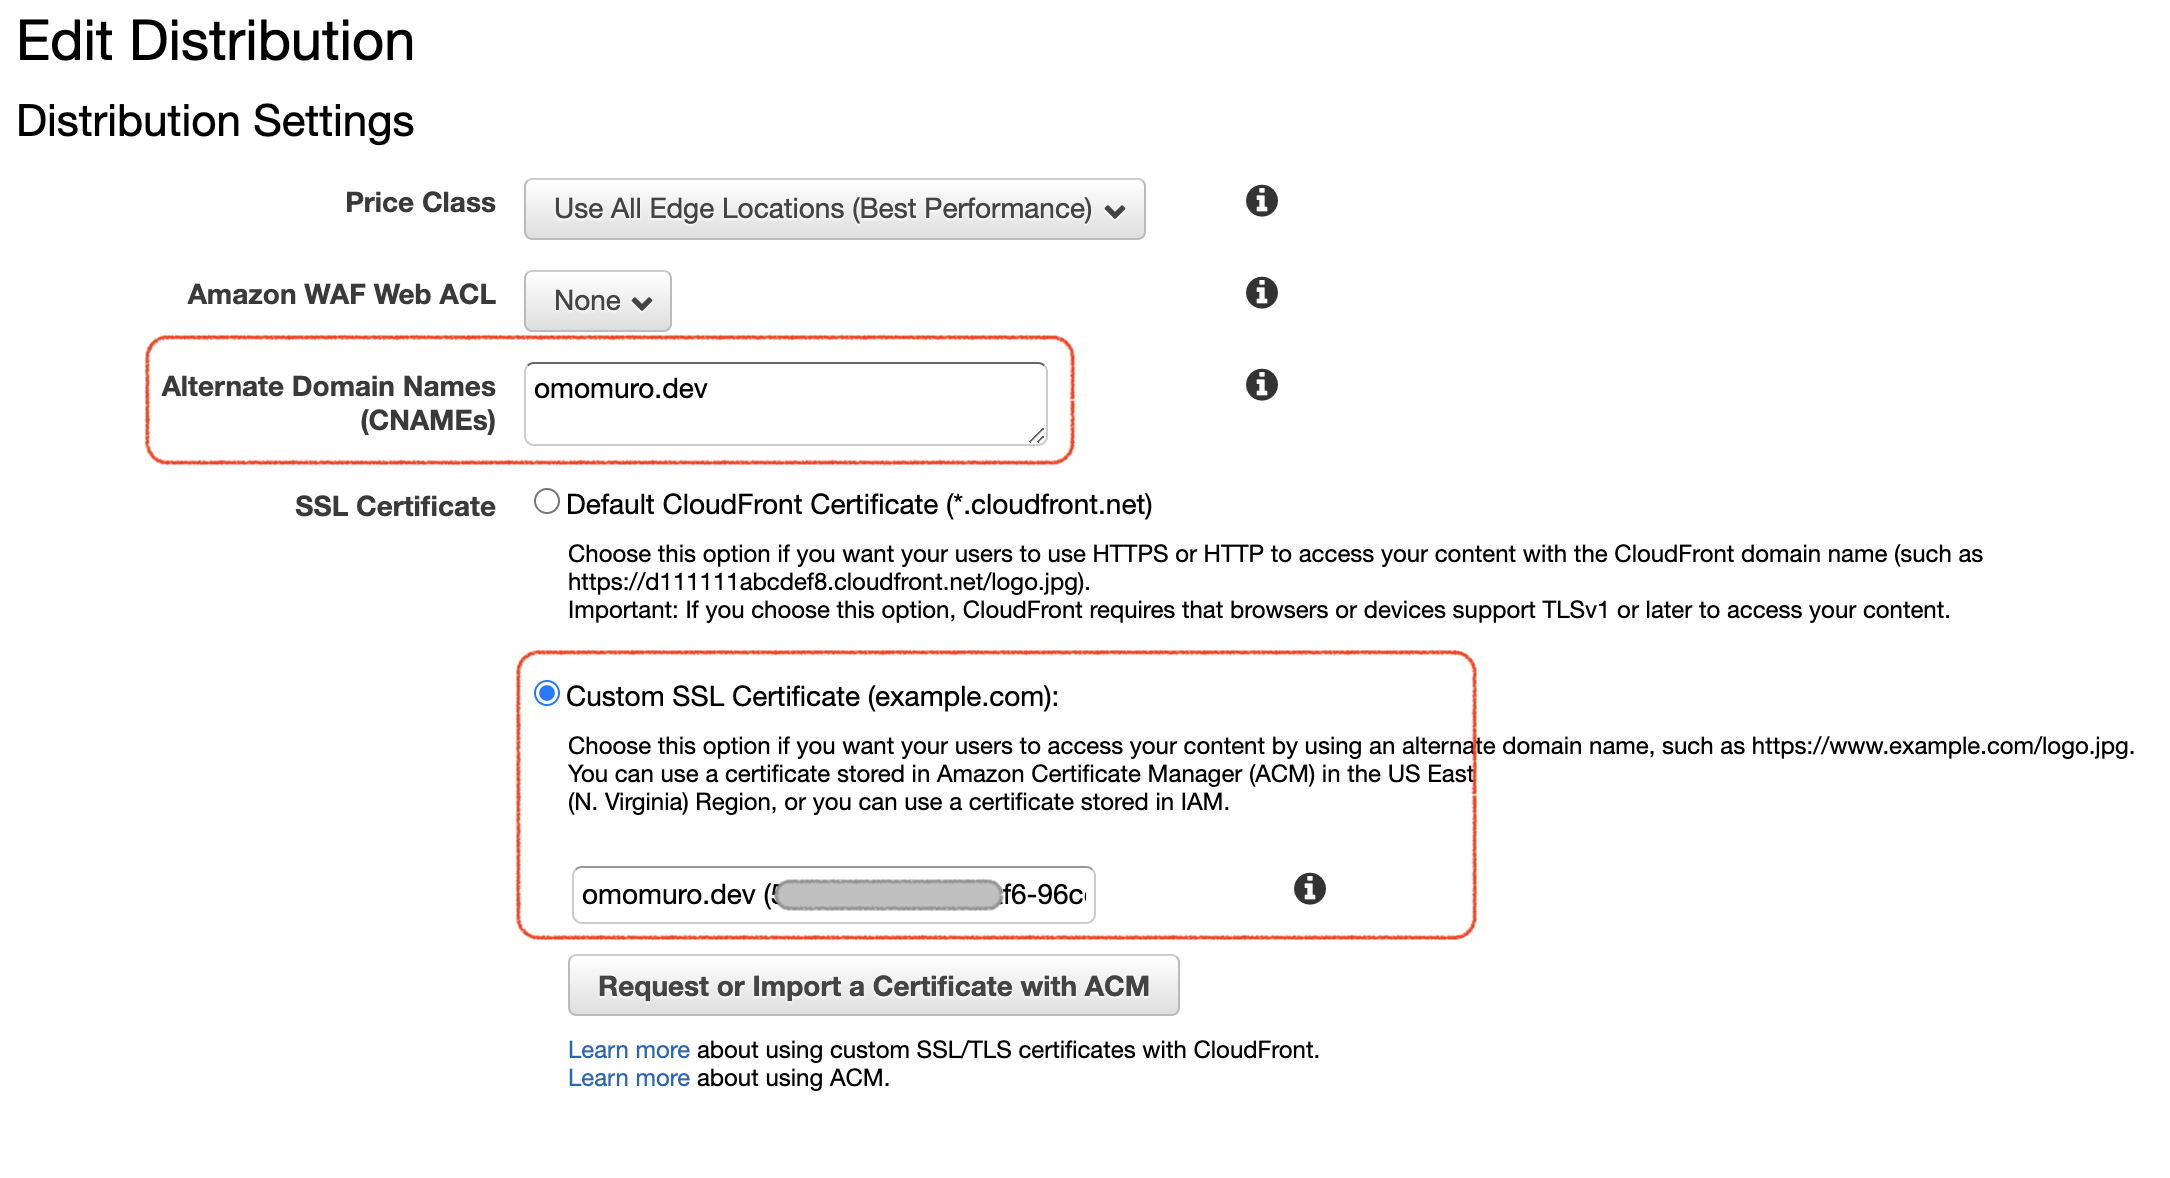 Edit Distribution
Distribution Settings
Price Class
Use All Edge Locations (Best Performance)
Amazon WAF Web ACL
None
Alternate Domain Names
(CNAMEs)
omomuro.dev
SSL Certificate
Default CloudFront Certificate (*.cloudfront.net)
Choose this option if you want your users to use HTTPS or HTTP to access your content with the CloudFront domain name (such as
https://d111111abcdef8.cloudfront.net/logo.jpg).
Important: If you choose this option, CloudFront requires that browsers or devices support TLSv1 or later to access your content.
Custom SSL Certificate (example.com):
Choose this option if you want your users to access your content by using an alternate domain name, such as https://www.example.com/logo.jpg.
You can use a certificate stored in Amazon Certificate Manager (ACM) in the US East
(N. Virginia) Region, or you can use a certificate stored in IAM.
omomuro.dev (
Request or Import a Certificate with ACM
Learn more about using custom SSL/TLS certificates with CloudFront.
Learn more about using ACM.